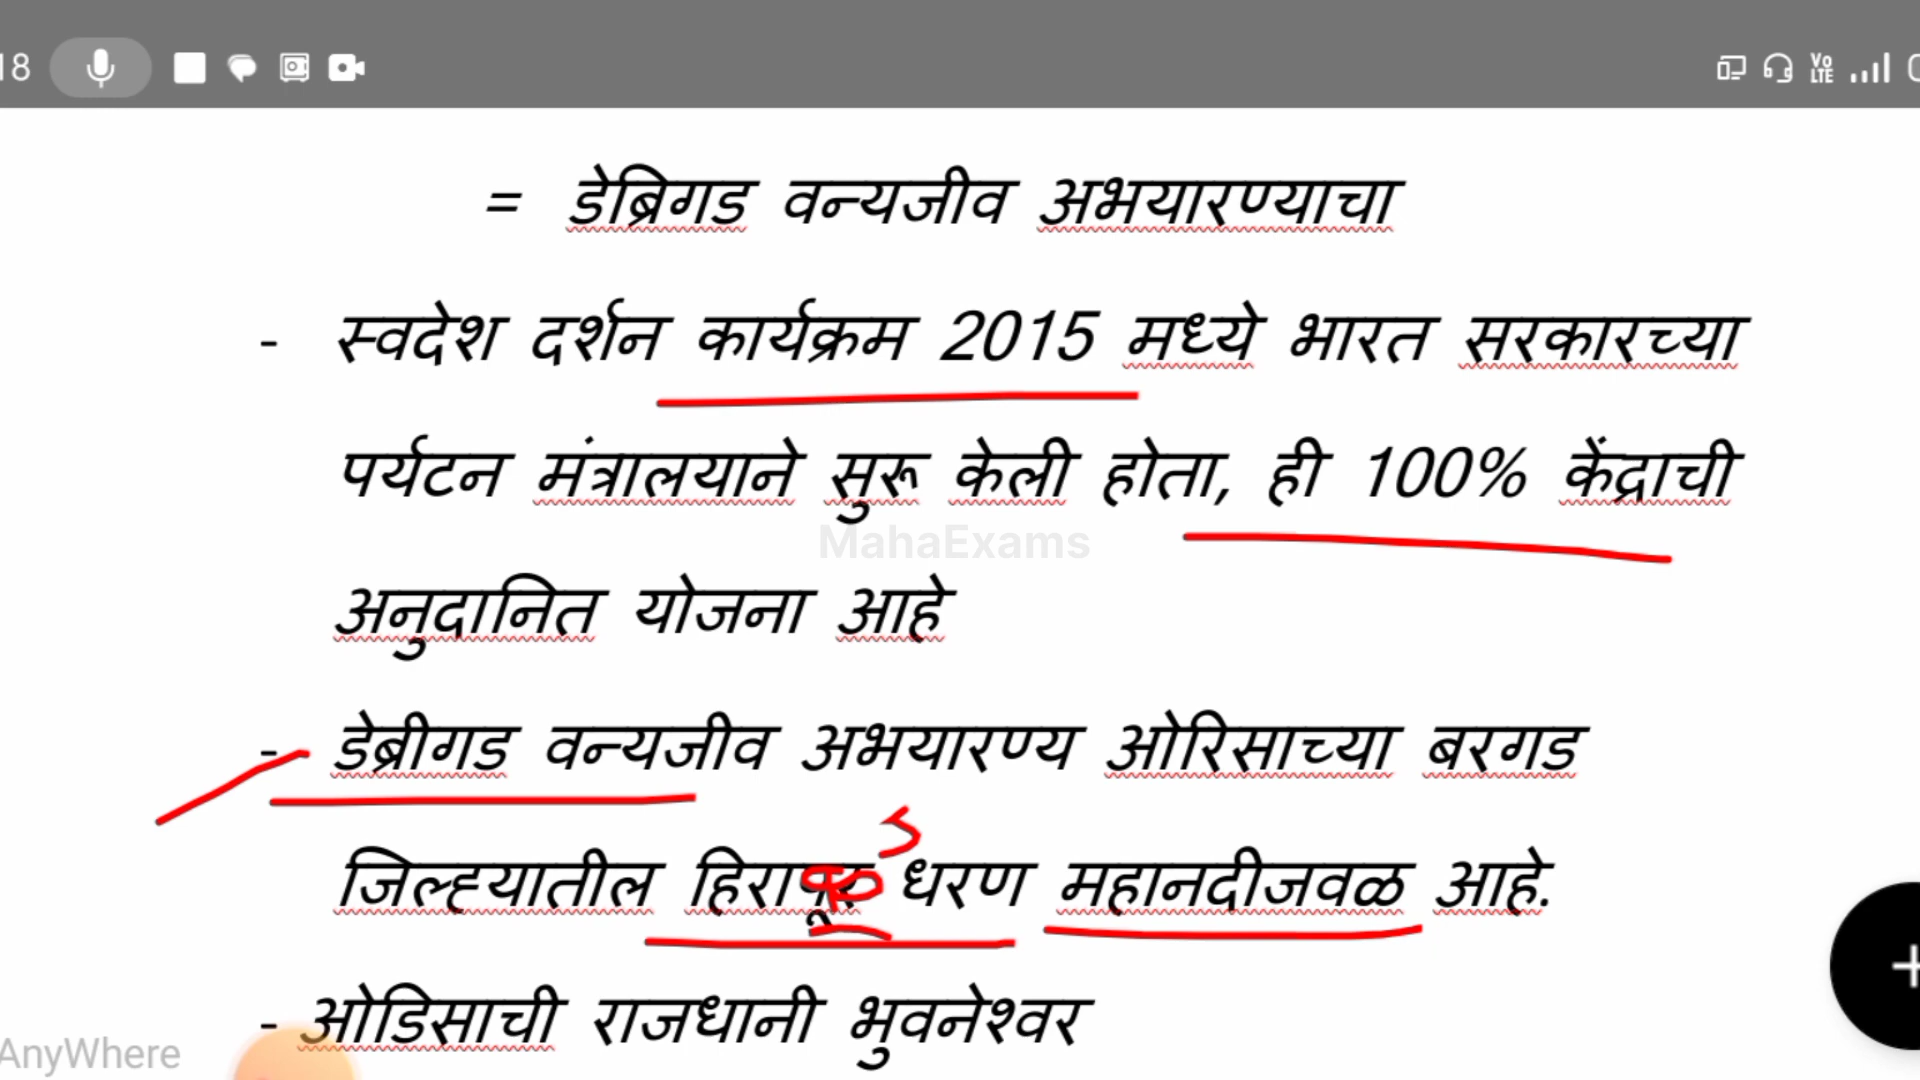 18
VoLTE
= डेब्रिगड वन्यजीव अभयारण्याचा
- स्वदेश दर्शन कार्यक्रम 2015 मध्ये भारत सरकारच्या
पर्यटन मंत्रालयाने सुरू केली होता, ही 100% केंद्राची
MahaExams
अनुदानित योजना आहे
- डेब्रीगड वन्यजीव अभयारण्य ओरिसाच्या बरगड
जिल्ह्यातील धरण महानदीजवळ आहे.
- ओडिसाची राजधानी भुवनेश्वर
AnyWhere